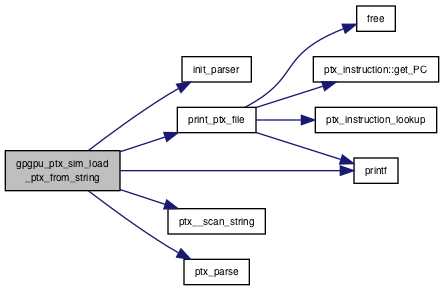 free
init_parser
ptx_instruction::get_PC
print_ptx_file
ptx_instruction_lookup
gpgpu_ptx_sim_load
_ptx_from_string
printf
ptx__scan_string
ptx_parse